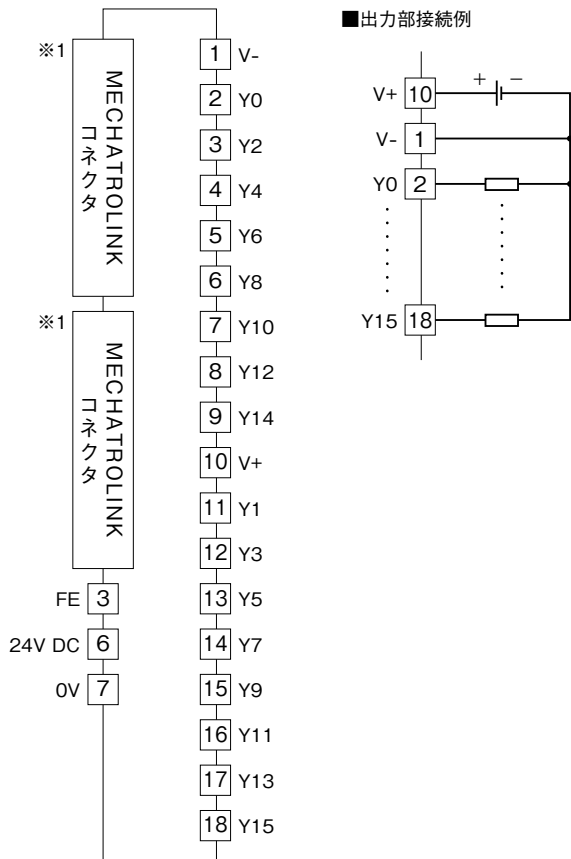 ※1
MECHATROLINK
コネクタ
※1
MECHATROLINK
コネクタ
FE 3
24V DC 6
0V 7
1 V-
2 Y0
3 Y2
4 Y4
5 Y6
6 Y8
7 Y10
8 Y12
9 Y14
10 V+
11 Y1
12 Y3
13 Y5
14 Y7
15 Y9
16 Y11
17 Y13
18 Y15
■出力部接続例
V+ 10 + −
V- 1
Y0 2
Y15 18